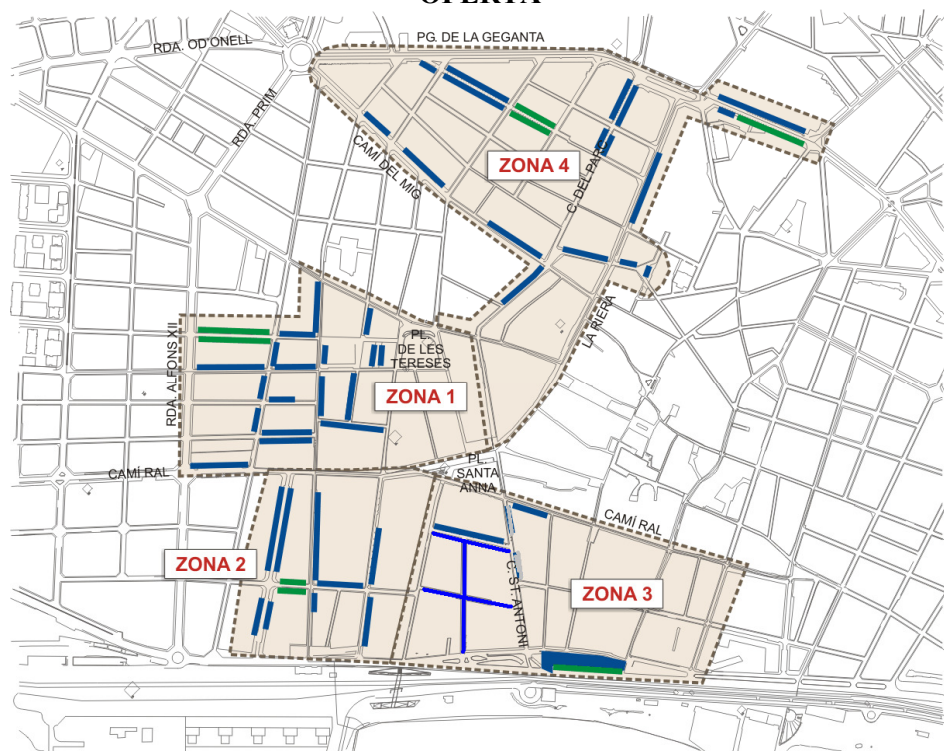 OFERTA
PG. DE LA GEGANTA
RDA. OD'ONELL
RDA. PRIM
CAMÍ DEL MIG
ZONA 4
C. DEL PARC
LA RIERA
RDA. ALFONS XII
PL.
DE LES
TERESES
ZONA 1
CAMÍ RAL
PL.
SANTA
ANNA
CAMÍ RAL
ZONA 2
C. ST. ANTONI
ZONA 3